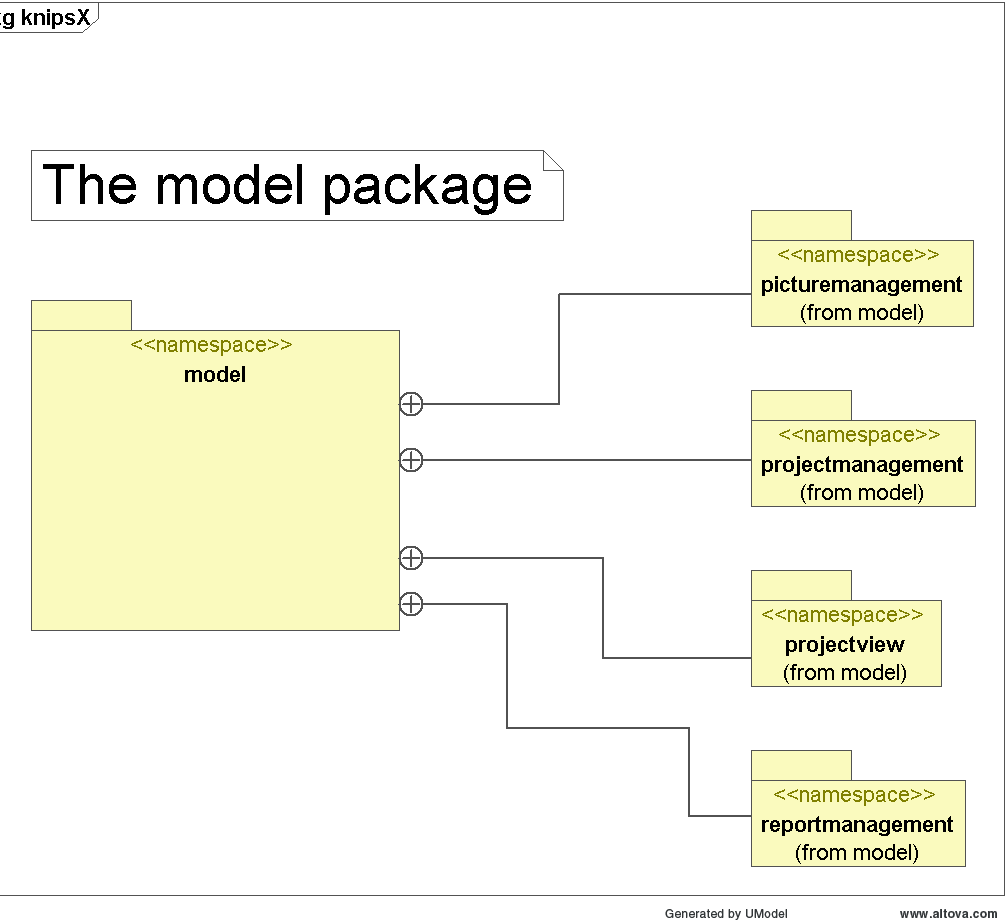 g knipsX
The model package
<<namespace>>
picturemanagement
(from model)
<<namespace>>
model
<<namespace>>
projectmanagement
(from model)
<<namespace>>
projectview
(from model)
<<namespace>>
reportmanagement
(from model)
Generated by UModel
www.altova.com